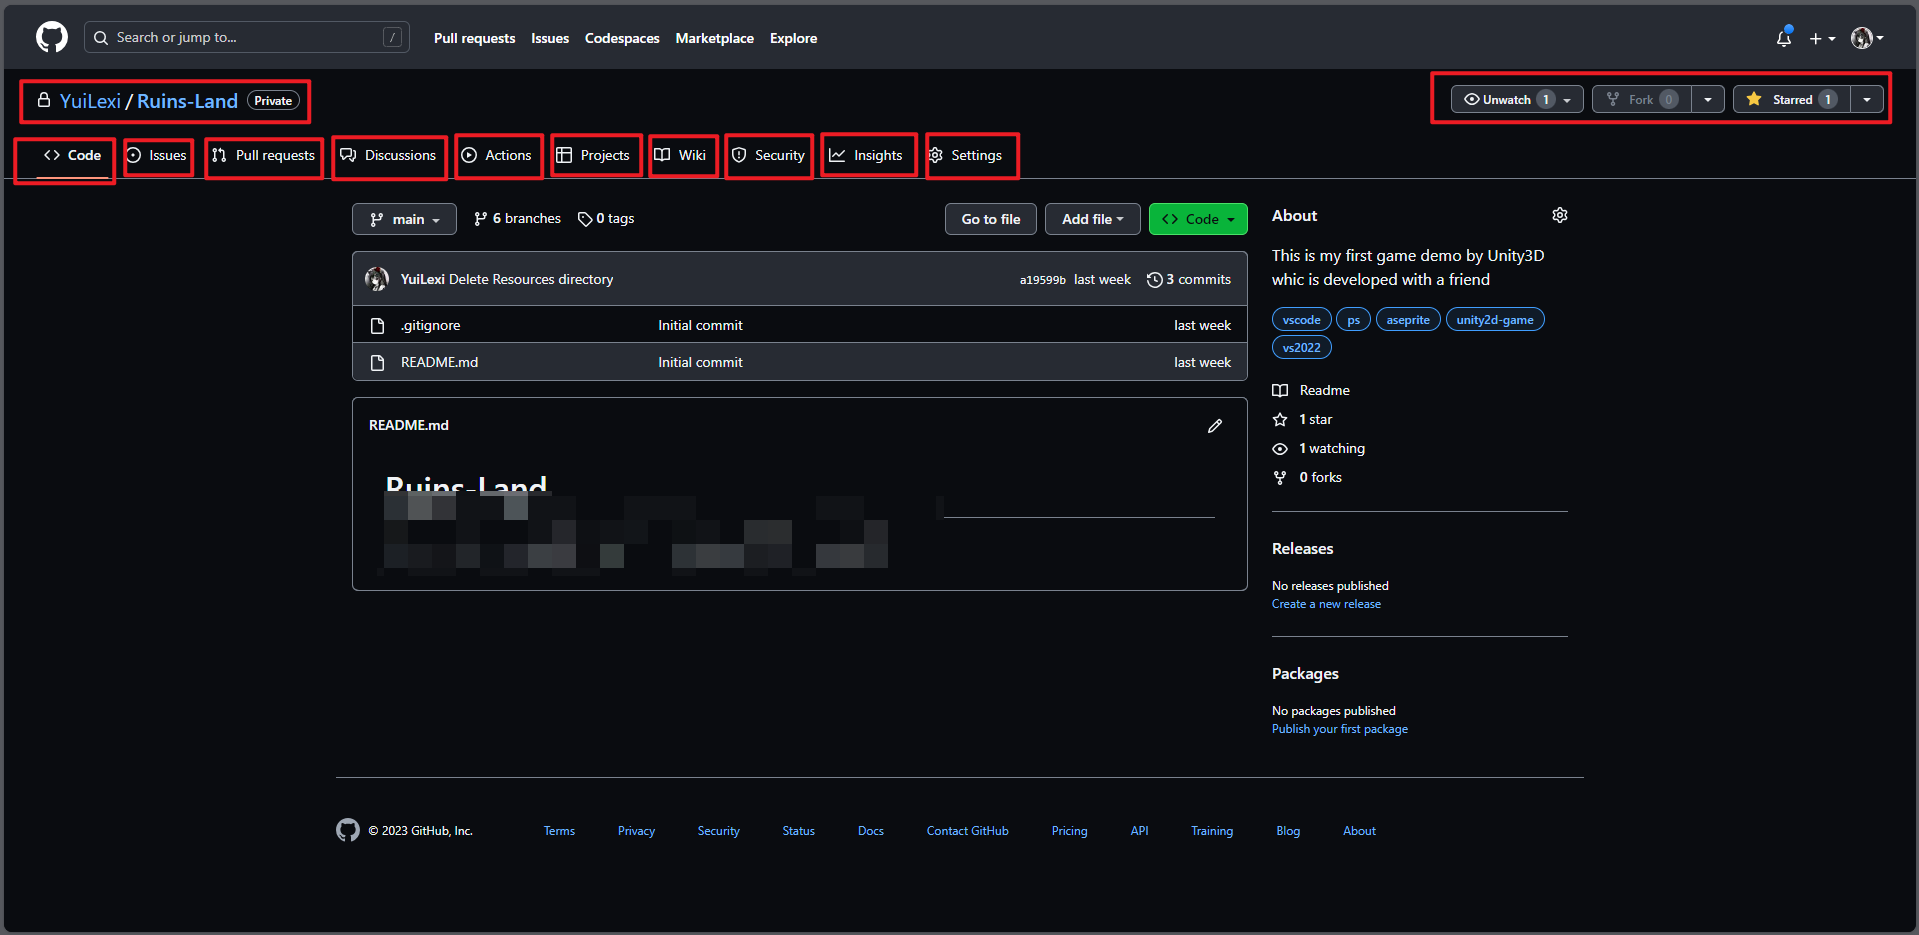 Search or jump to... / Pull requests Issues Codespaces Marketplace Explore
YuiLexi / Ruins-Land Private Unwatch 1 Fork 0 Starred 1
Code Issues Pull requests Discussions Actions Projects Wiki Security Insights Settings
main 6 branches 0 tags Go to file Add file Code
YuiLexi Delete Resources directory a19599b last week 3 commits
.gitignore Initial commit last week
README.md Initial commit last week
README.md
Ruins-Land
About
This is my first game demo by Unity3D
whic is developed with a friend
vscode ps aseprite unity2d-game
vs2022
Readme
1 star
1 watching
0 forks
Releases
No releases published
Create a new release
Packages
No packages published
Publish your first package
© 2023 GitHub, Inc. Terms Privacy Security Status Docs Contact GitHub Pricing API Training Blog About